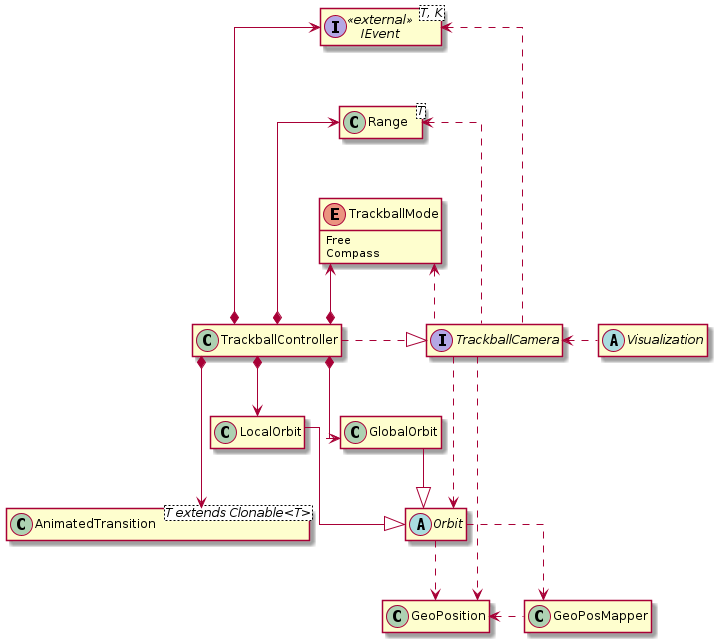 T, K
I «external»
IEvent
T
C Range
E TrackballMode
Free
Compass
C TrackballController
I TrackballCamera
A Visualization
C LocalOrbit
C GlobalOrbit
T extends Clonable<T>
C AnimatedTransition
A Orbit
C GeoPosition
C GeoPosMapper